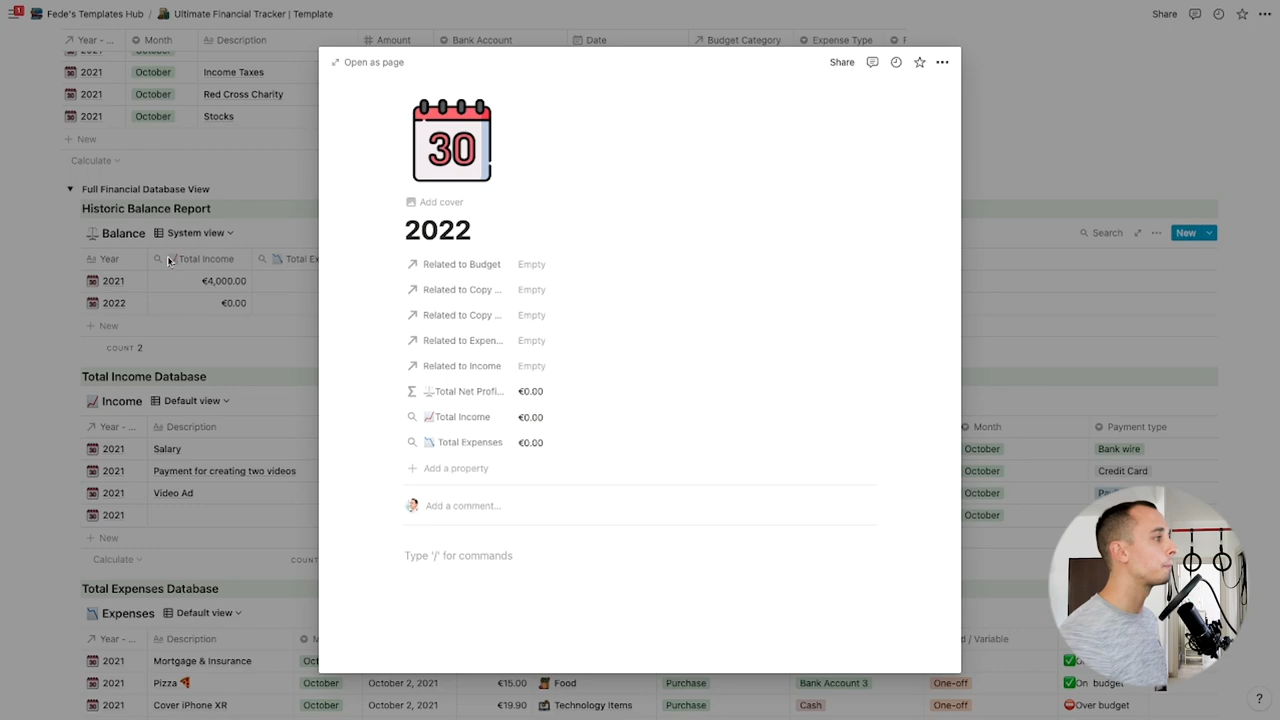 1
Fede's Templates Hub / Ultimate Financial Tracker | Template
Share
Year - ... Month Description Amount Bank Account Date Budget Category Expense Type F
2021 October Income Taxes
2021 October Red Cross Charity
2021 October Stocks
+ New
Calculate
Full Financial Database View
Historic Balance Report
Balance System view
Search New
Year Total Income Total Ex
2021 €4,000.00
2022 €0.00
+ New
COUNT 2
Total Income Database
Income Default view
Year - ... Description Month Payment type
2021 Salary October Bank wire
2021 Payment for creating two videos October Credit Card
2021 Video Ad October
2021 October
+ New
Calculate COUNT
Total Expenses Database
Expenses Default view
Year - ... Description
2021 Mortgage & Insurance
2021 Pizza October October 2, 2021 €15.00 Food Purchase Bank Account 3 One-off On budget
2021 Cover iPhone XR October October 2, 2021 €19.90 Technology Items Purchase Cash One-off Over budget
?
Open as page
Share
30
Add cover
2022
Related to Budget Empty
Related to Copy ... Empty
Related to Copy ... Empty
Related to Expen... Empty
Related to Income Empty
Total Net Profi... €0.00
Total Income €0.00
Total Expenses €0.00
+ Add a property
Add a comment...
Type '/' for commands